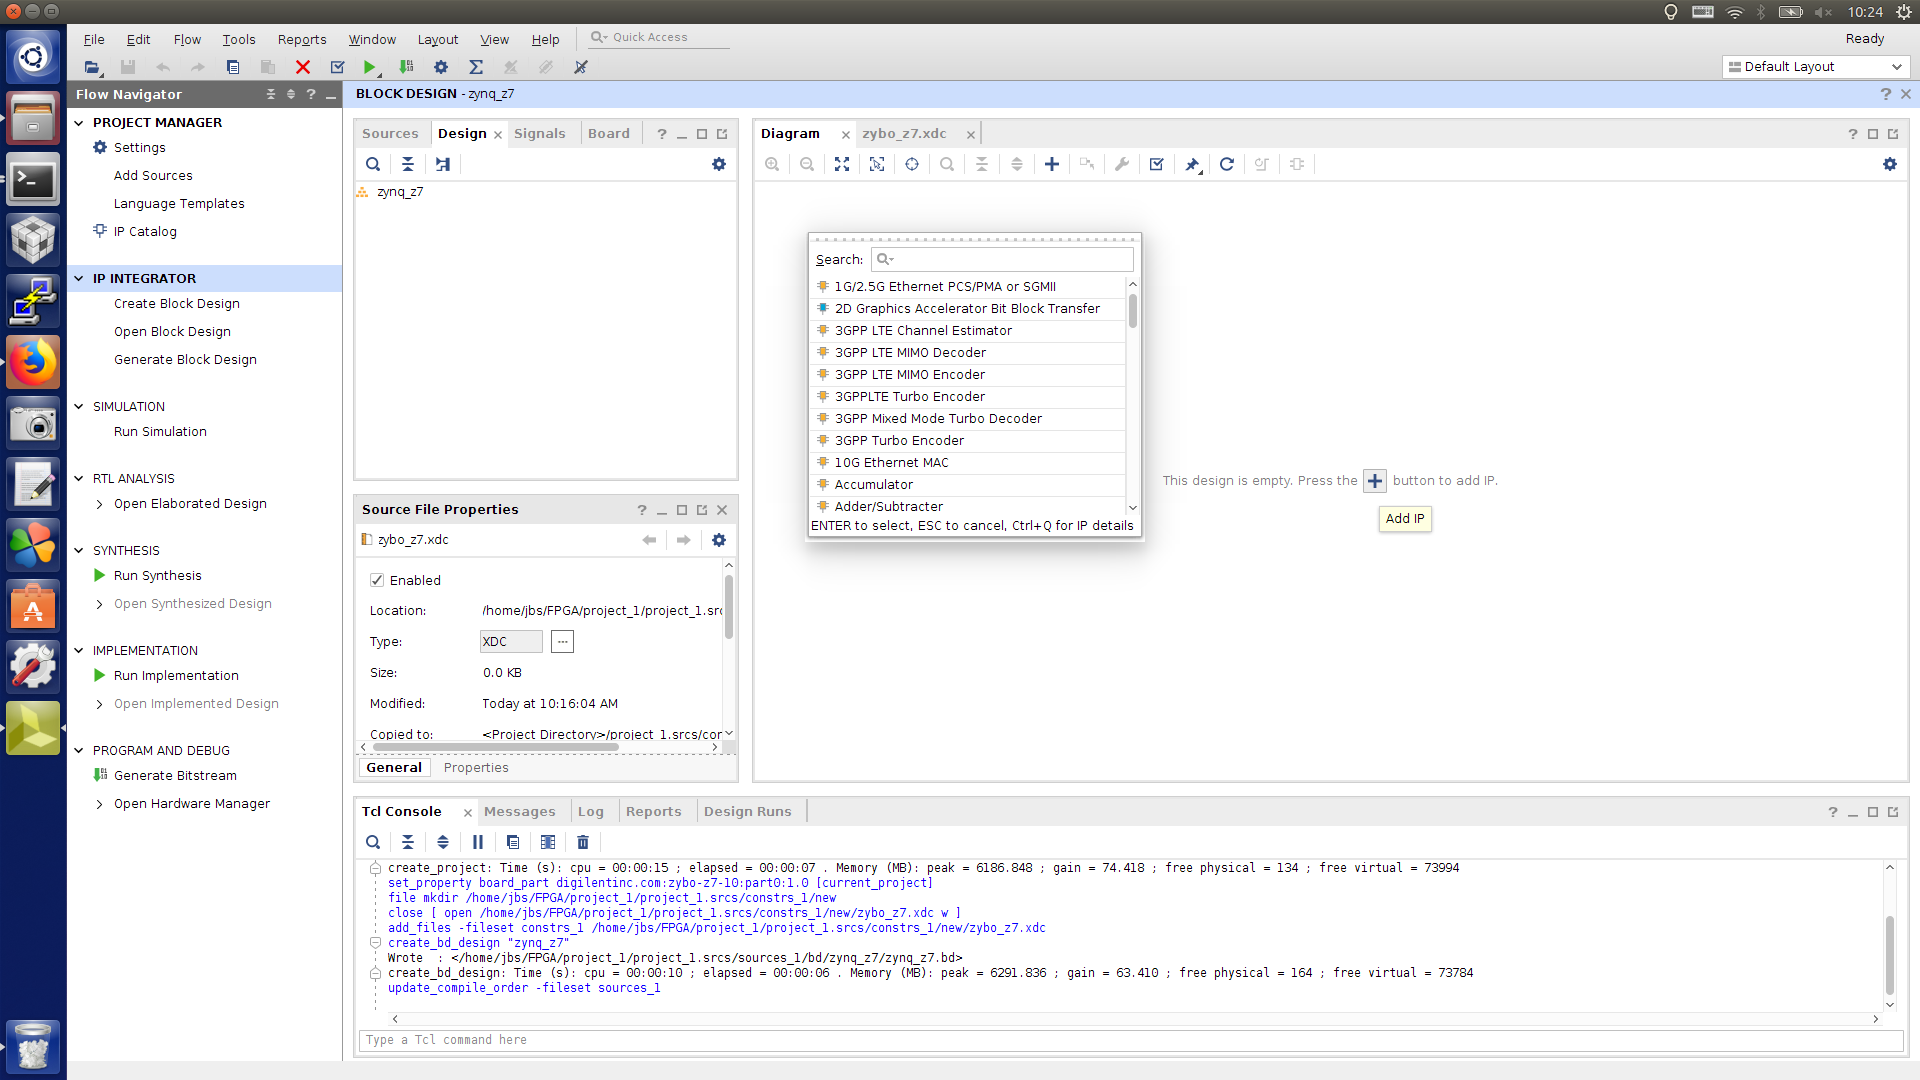 10:24
File Edit Flow Tools Reports Window Layout View Help Quick Access
Ready
Default Layout
Flow Navigator
PROJECT MANAGER
Settings
Add Sources
Language Templates
IP Catalog
IP INTEGRATOR
Create Block Design
Open Block Design
Generate Block Design
SIMULATION
Run Simulation
RTL ANALYSIS
Open Elaborated Design
SYNTHESIS
Run Synthesis
Open Synthesized Design
IMPLEMENTATION
Run Implementation
Open Implemented Design
PROGRAM AND DEBUG
Generate Bitstream
Open Hardware Manager
BLOCK DESIGN - zynq_z7
Sources Design Signals Board
zynq_z7
Source File Properties
zybo_z7.xdc
Enabled
Location: /home/jbs/FPGA/project_1/project_1.src
Type: XDC
Size: 0.0 KB
Modified: Today at 10:16:04 AM
Copied to: <Project Directory>/project_1.srcs/con
General Properties
Diagram zybo_z7.xdc
Search:
1G/2.5G Ethernet PCS/PMA or SGMII
2D Graphics Accelerator Bit Block Transfer
3GPP LTE Channel Estimator
3GPP LTE MIMO Decoder
3GPP LTE MIMO Encoder
3GPPLTE Turbo Encoder
3GPP Mixed Mode Turbo Decoder
3GPP Turbo Encoder
10G Ethernet MAC
Accumulator
Adder/Subtracter
ENTER to select, ESC to cancel, Ctrl+Q for IP details
This design is empty. Press the + button to add IP.
Add IP
Tcl Console Messages Log Reports Design Runs
create_project: Time (s): cpu = 00:00:15 ; elapsed = 00:00:07 . Memory (MB): peak = 6186.848 ; gain = 74.418 ; free physical = 134 ; free virtual = 73994
set_property board_part digilentinc.com:zybo-z7-10:part0:1.0 [current_project]
file mkdir /home/jbs/FPGA/project_1/project_1.srcs/constrs_1/new
close [ open /home/jbs/FPGA/project_1/project_1.srcs/constrs_1/new/zybo_z7.xdc w ]
add_files -fileset constrs_1 /home/jbs/FPGA/project_1/project_1.srcs/constrs_1/new/zybo_z7.xdc
create_bd_design "zynq_z7"
Wrote  : </home/jbs/FPGA/project_1/project_1.srcs/sources_1/bd/zynq_z7/zynq_z7.bd>
create_bd_design: Time (s): cpu = 00:00:10 ; elapsed = 00:00:06 . Memory (MB): peak = 6291.836 ; gain = 63.410 ; free physical = 164 ; free virtual = 73784
update_compile_order -fileset sources_1
Type a Tcl command here